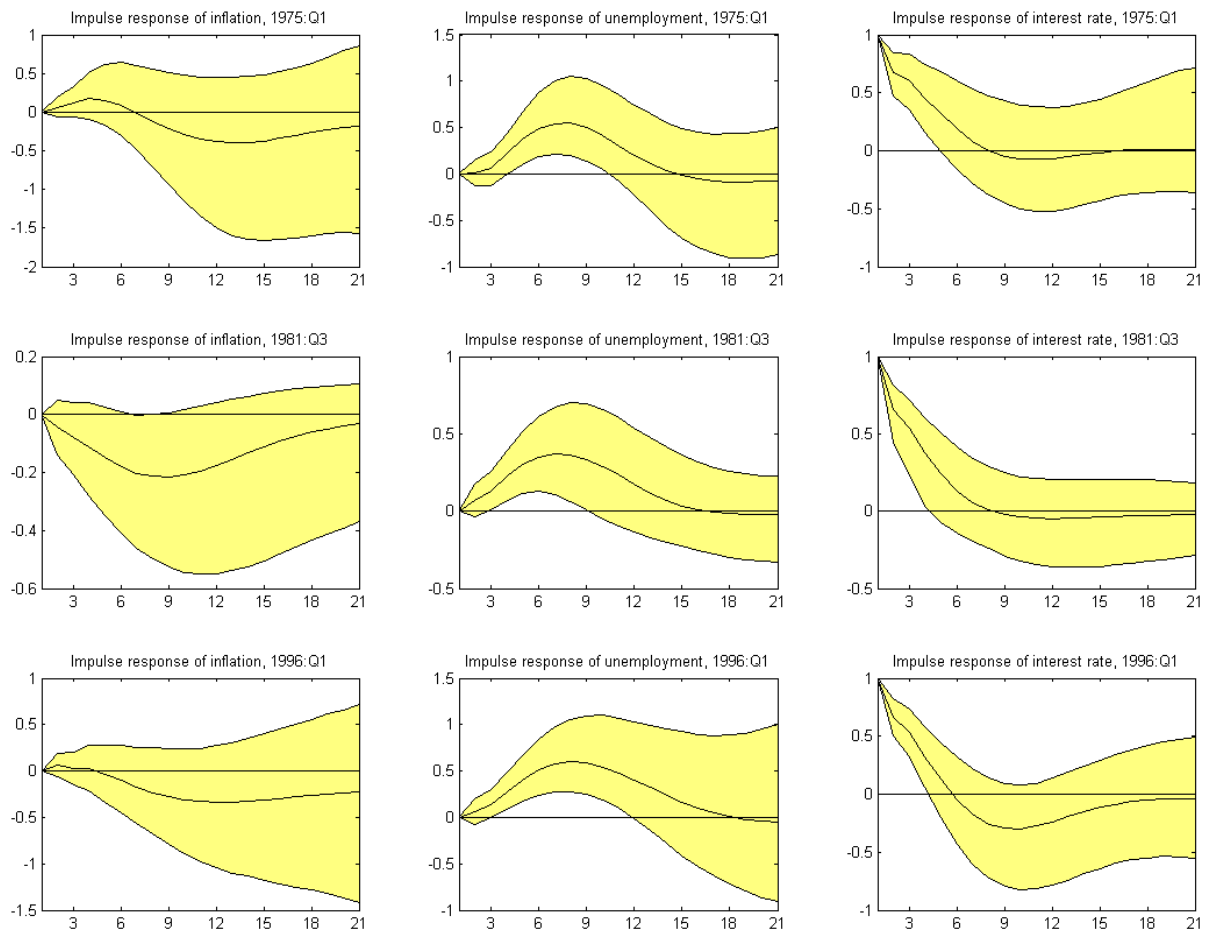 Impulse response of inflation, 1975:Q1
Impulse response of unemployment, 1975:Q1
Impulse response of interest rate, 1975:Q1
1
0.5
0
-0.5
-1
-1.5
-2
3 6 9 12 15 18 21
1.5
1
0.5
0
-0.5
-1
3 6 9 12 15 18 21
1
0.5
0
-0.5
-1
3 6 9 12 15 18 21
Impulse response of inflation, 1981:Q3
Impulse response of unemployment, 1981:Q3
Impulse response of interest rate, 1981:Q3
0.2
0
-0.2
-0.4
-0.6
3 6 9 12 15 18 21
1
0.5
0
-0.5
3 6 9 12 15 18 21
1
0.5
0
-0.5
3 6 9 12 15 18 21
Impulse response of inflation, 1996:Q1
Impulse response of unemployment, 1996:Q1
Impulse response of interest rate, 1996:Q1
1
0.5
0
-0.5
-1
-1.5
3 6 9 12 15 18 21
1.5
1
0.5
0
-0.5
-1
3 6 9 12 15 18 21
1
0.5
0
-0.5
-1
3 6 9 12 15 18 21